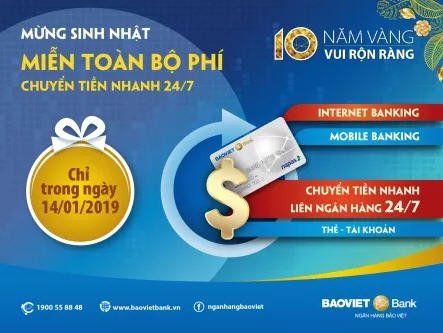 MỪNG SINH NHẬT
MIỄN TOÀN BỘ PHÍ
CHUYỂN TIỀN NHANH 24/7
10 NĂM VÀNG
VUI RỘN RÀNG
Chỉ
trong ngày
14/01/2019
INTERNET BANKING
MOBILE BANKING
BAOVIET Bank
napas
CHUYỂN TIỀN NHANH
LIÊN NGÂN HÀNG 24/7
THẺ - TÀI KHOẢN
1900 55 88 48
www.baovietbank.vn
nganhangbaoviet
BAOVIET Bank
NGÂN HÀNG BẢO VIỆT